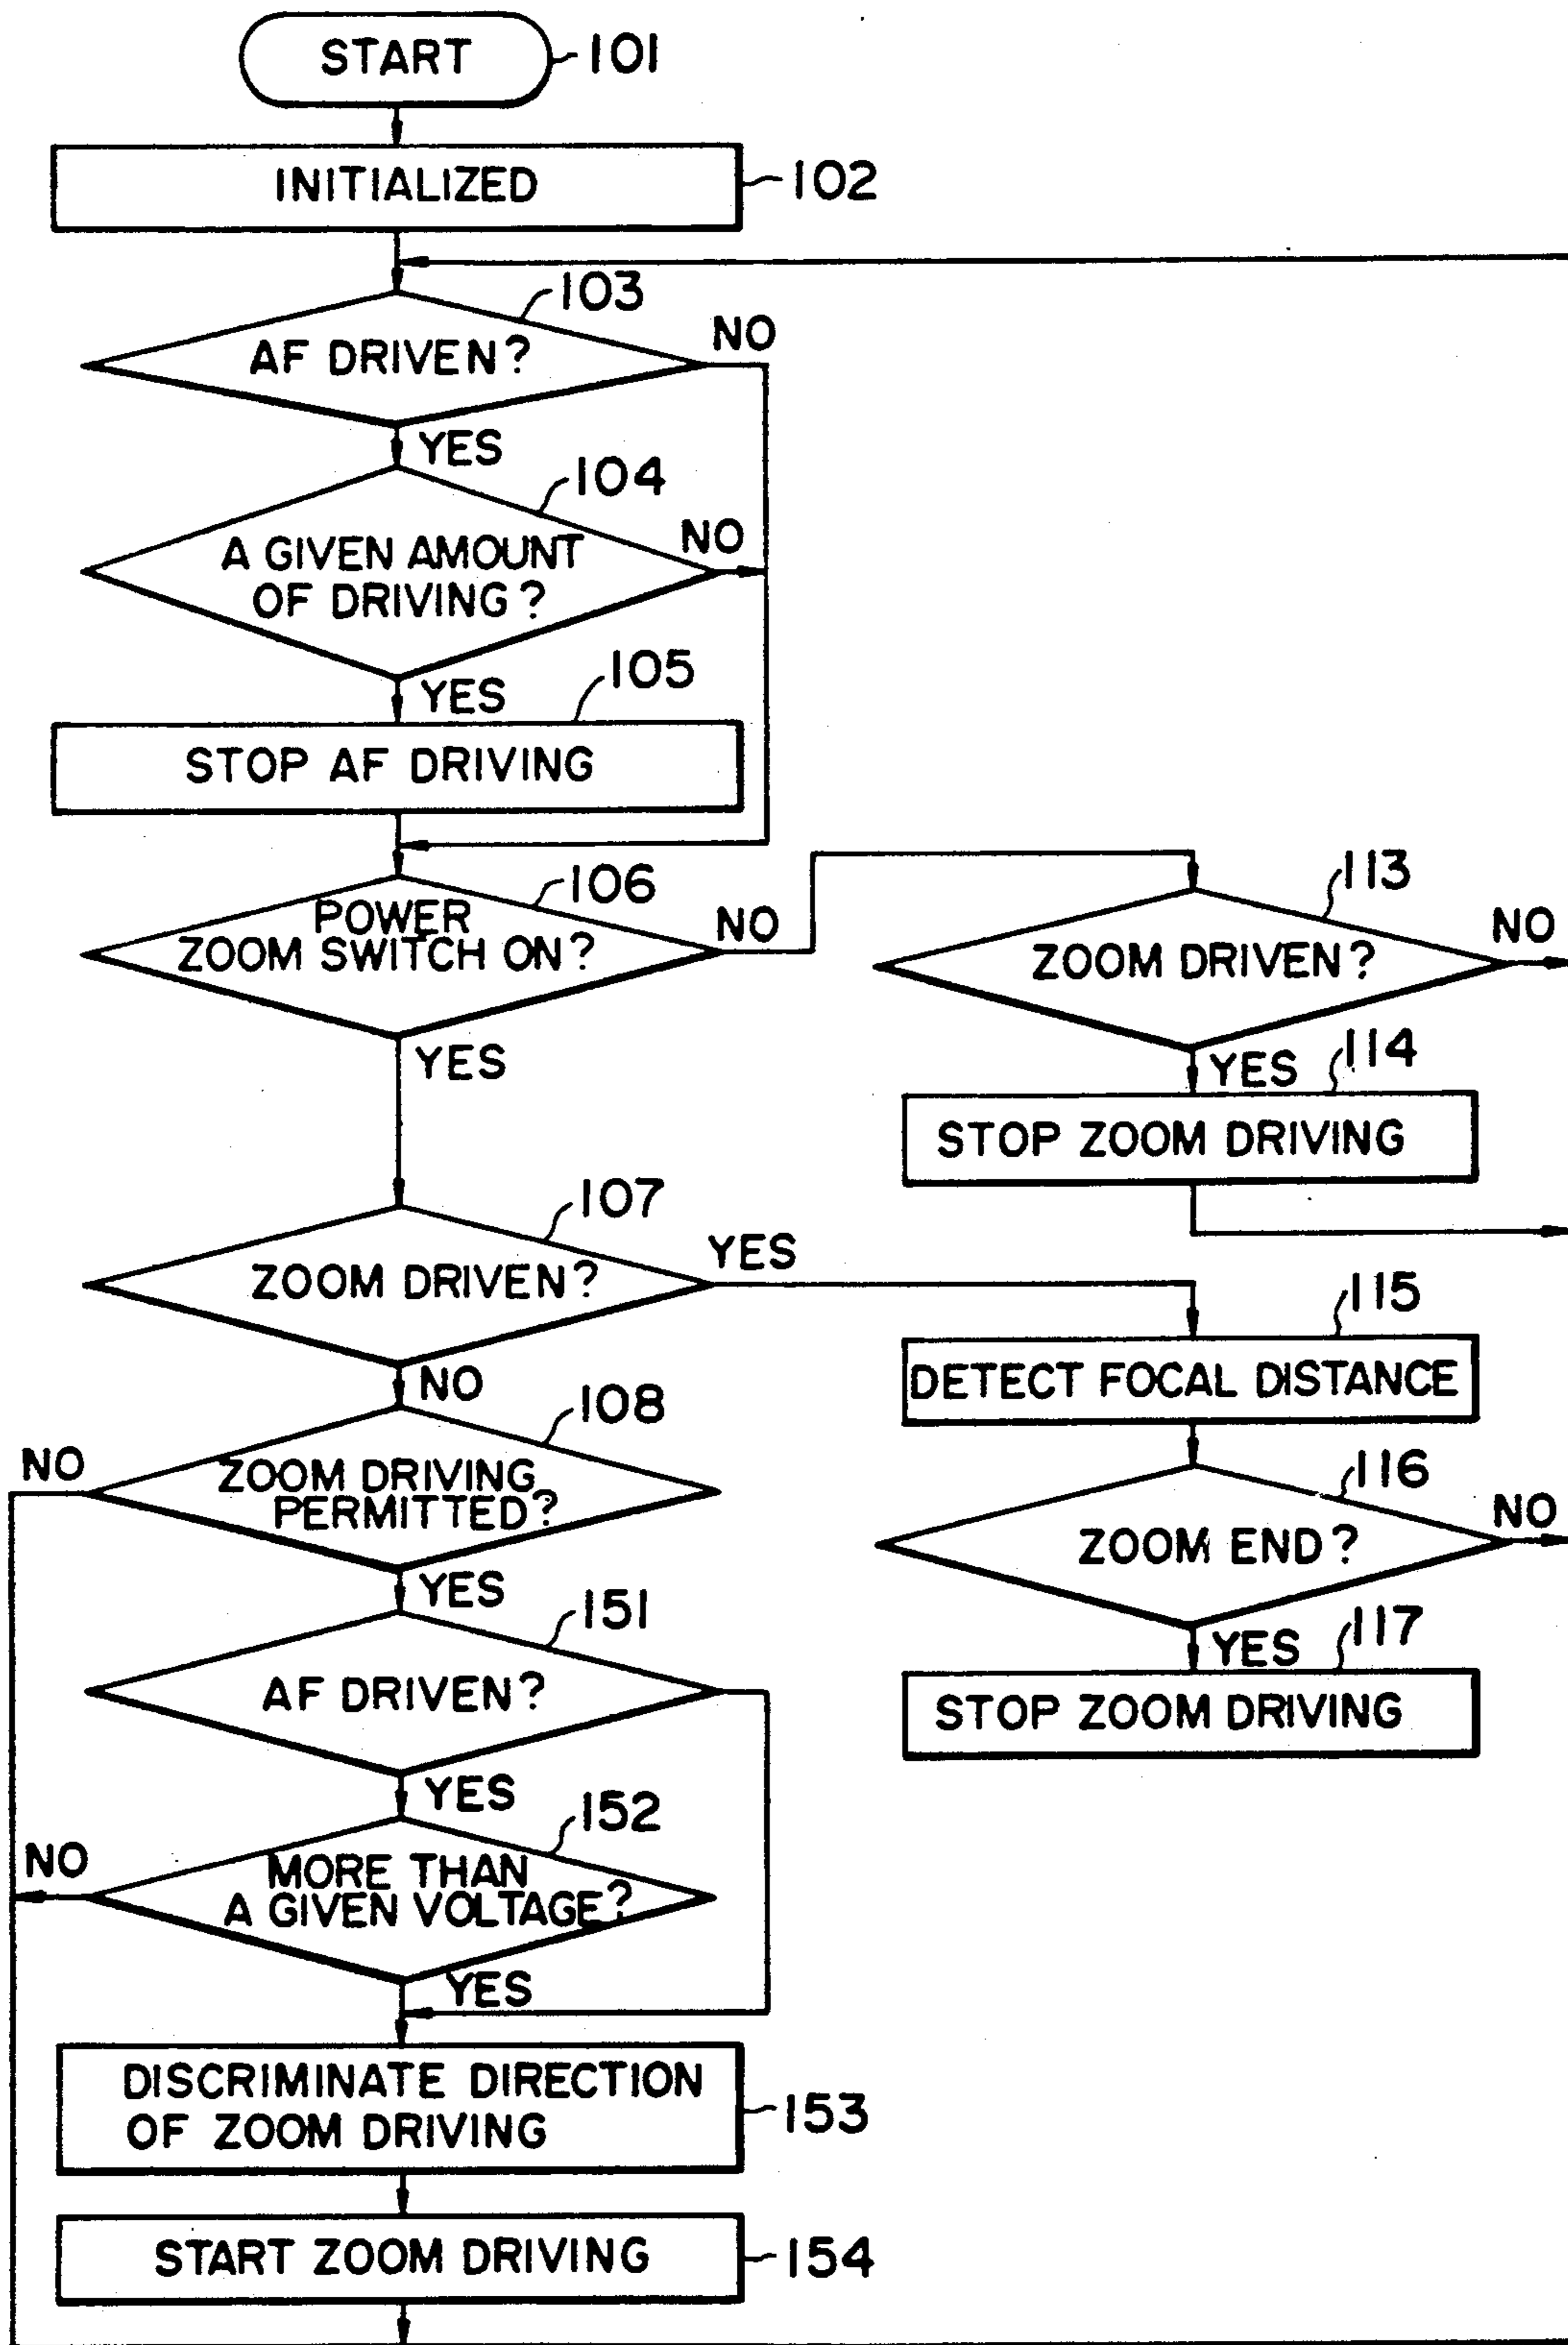 START
101
INITIALIZED
102
103
AF DRIVEN?
NO
YES
104
A GIVEN AMOUNT
OF DRIVING?
NO
YES
105
STOP AF DRIVING
106
POWER
ZOOM SWITCH ON?
NO
YES
113
ZOOM DRIVEN?
NO
YES
114
STOP ZOOM DRIVING
107
ZOOM DRIVEN?
YES
NO
115
DETECT FOCAL DISTANCE
108
NO
ZOOM DRIVING
PERMITTED?
YES
116
ZOOM END?
NO
YES
117
STOP ZOOM DRIVING
151
AF DRIVEN?
YES
152
NO
MORE THAN
A GIVEN VOLTAGE?
YES
DISCRIMINATE DIRECTION
OF ZOOM DRIVING
153
START ZOOM DRIVING
154